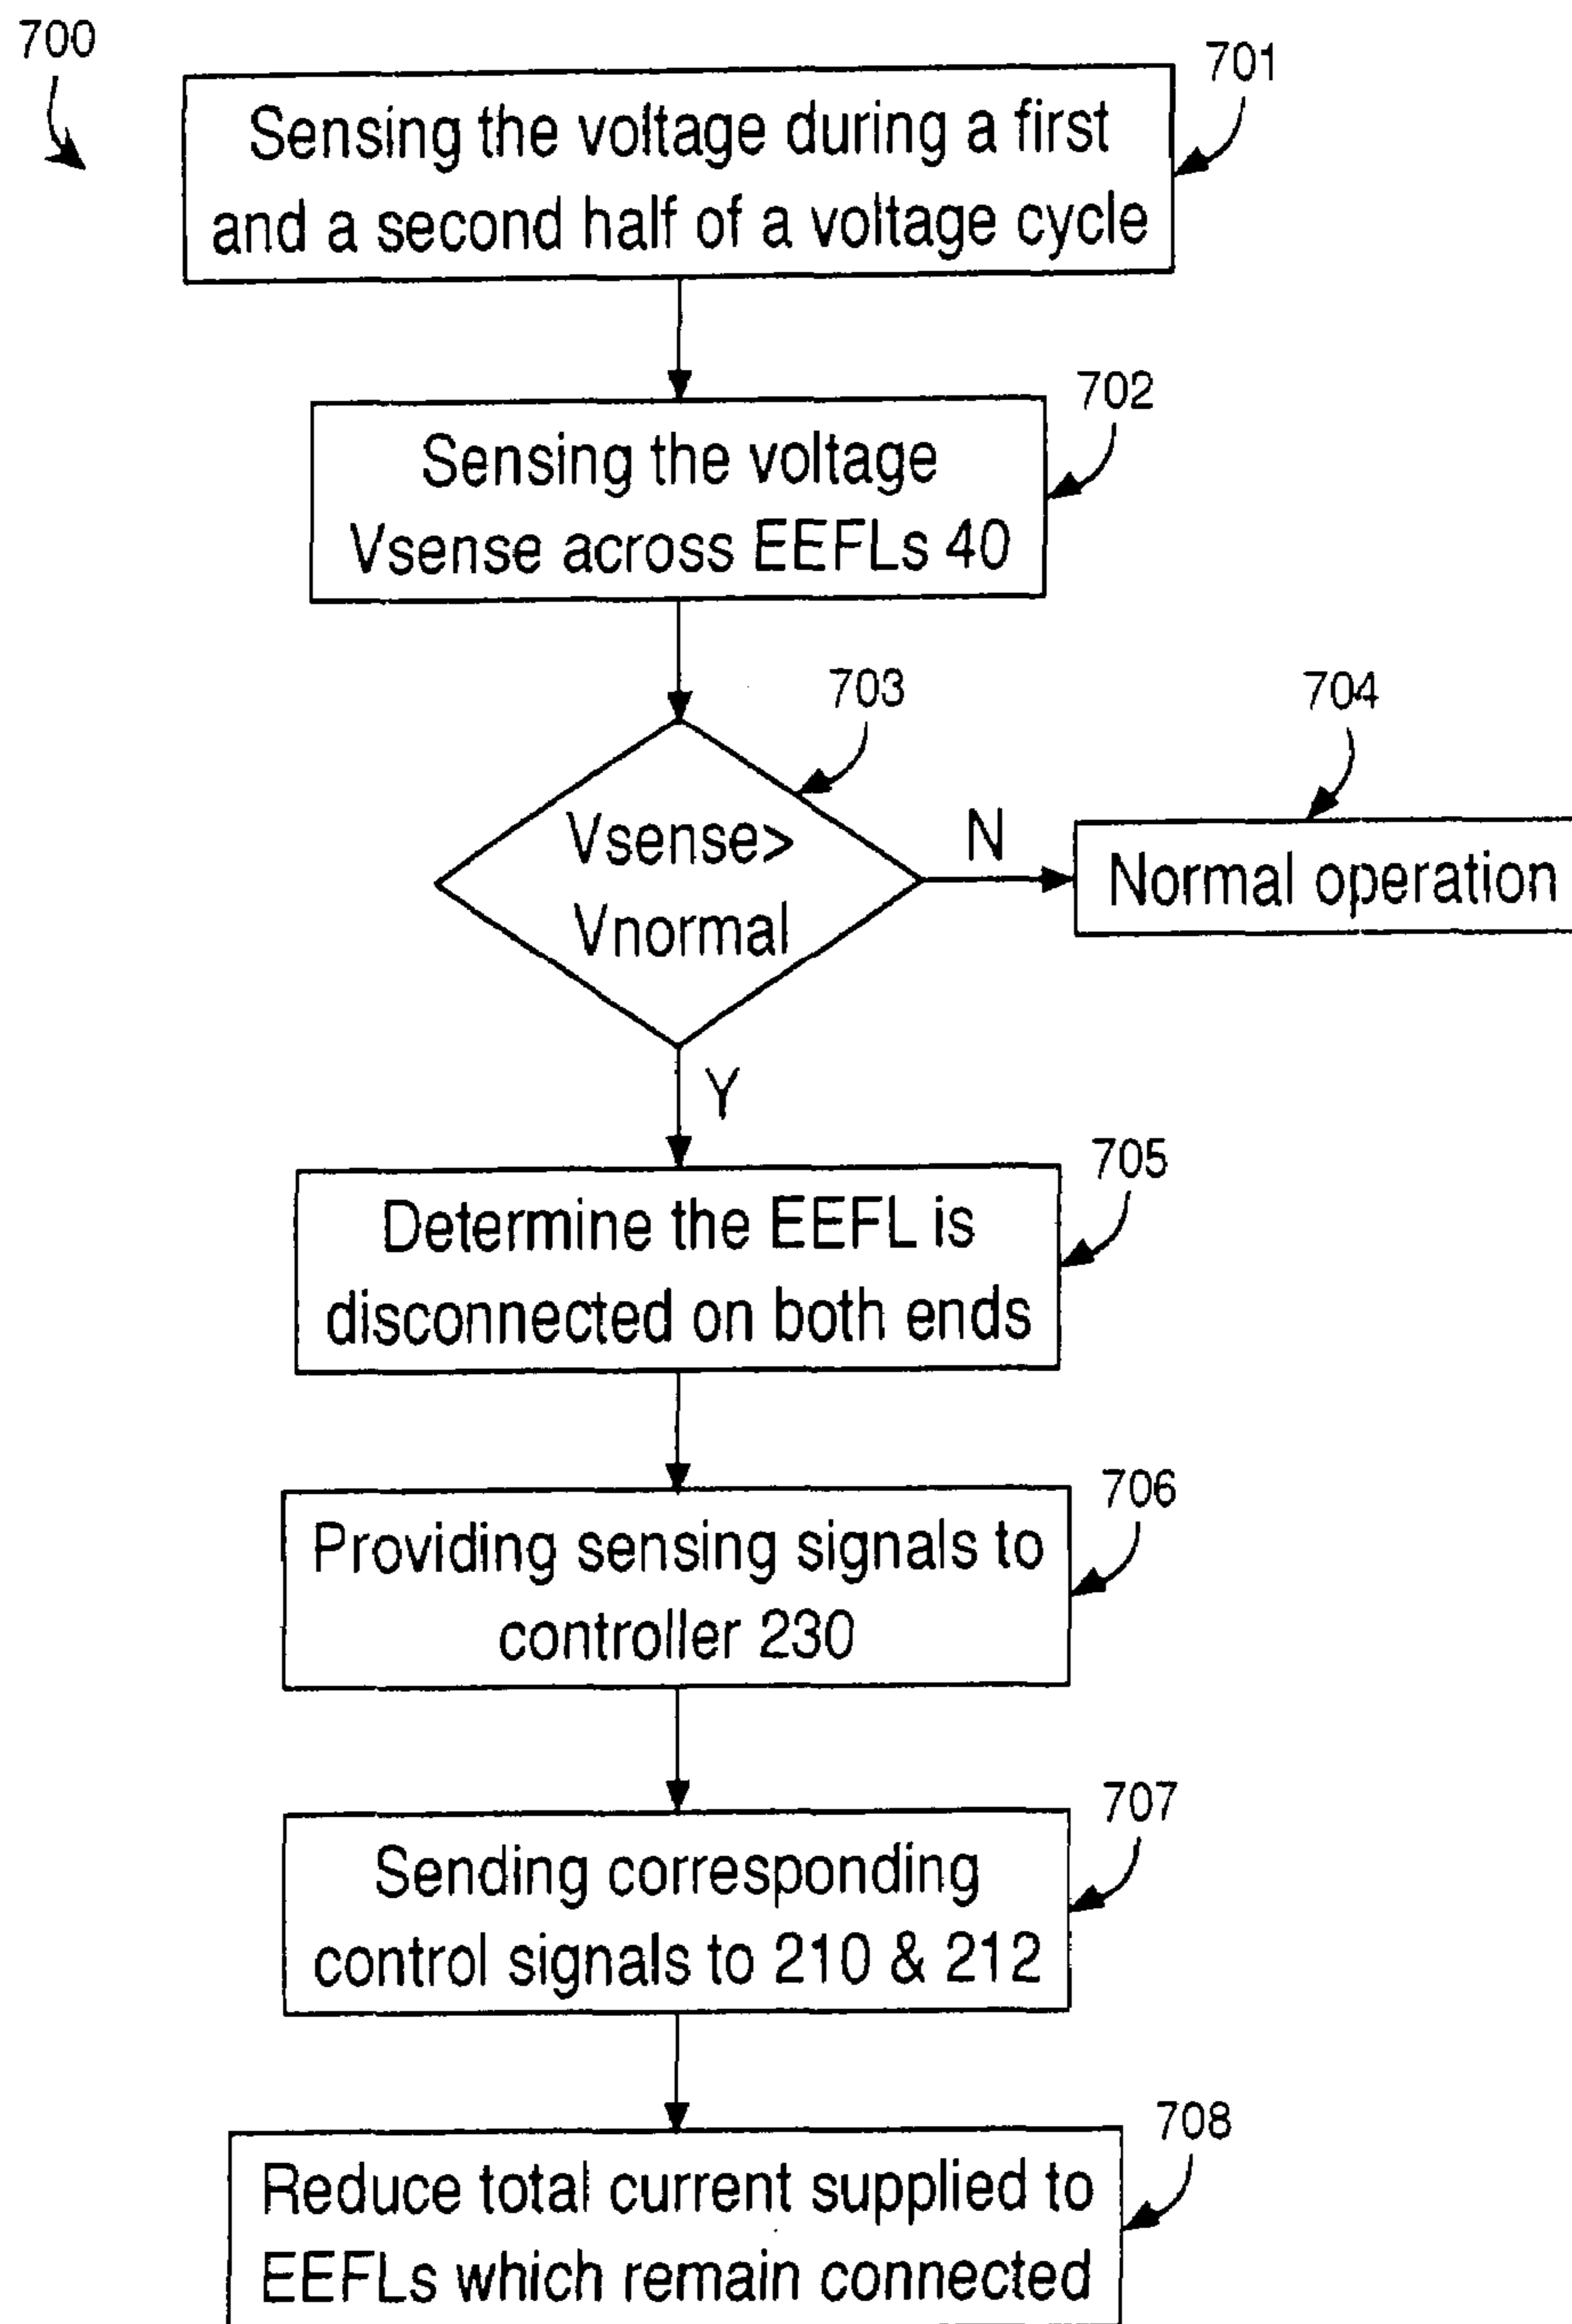 700
701
Sensing the voltage during a first
and a second half of a voltage cycle
702
Sensing the voltage
Vsense across EEFLs 40
703
Vsense>
Vnormal
N
704
Normal operation
Y
705
Determine the EEFL is
disconnected on both ends
706
Providing sensing signals to
controller 230
707
Sending corresponding
control signals to 210 & 212
708
Reduce total current supplied to
EEFLs which remain connected